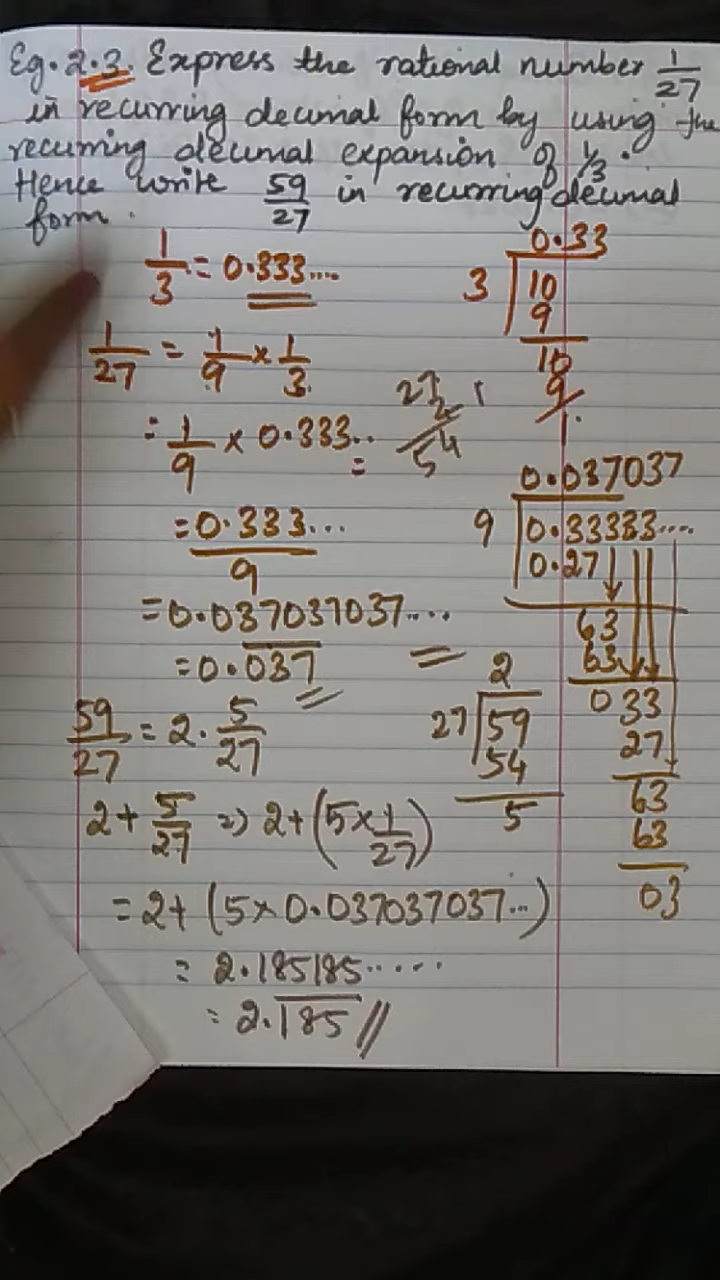 Eg. 2.3. Express the rational number 1/27
in recurring decimal form by using the
recurring decimal expansion of 1/3.
Hence write 59/27 in recurring decimal
form.
1/3 = 0.333....
1/27 = 1/9 × 1/3
= 1/9 × 0.333..
=
= 0.333.../9
= 0.037037037....
= 0.\overline{037}
59/27 = 2. 5/27
2 + 5/27 => 2 + (5 × 1/27)
= 2 + (5 × 0.037037037...)
= 2.185185.....
= 2.\overline{185} //
0.33
3 | 10
9
10
9
1.
54
0.037037
9 | 0.33333....
0.27
63
63
033
27
63
63
03
2
27 | 59
54
5